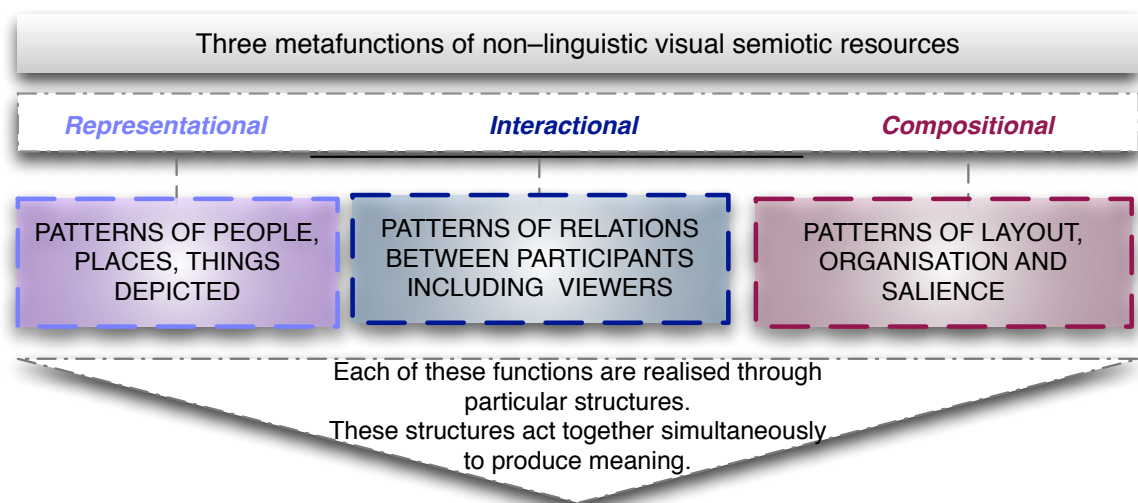 Three metafunctions of non–linguistic visual semiotic resources
Representational
Interactional
Compositional
PATTERNS OF PEOPLE,
PLACES, THINGS
DEPICTED
PATTERNS OF RELATIONS
BETWEEN PARTICIPANTS
INCLUDING VIEWERS
PATTERNS OF LAYOUT,
ORGANISATION AND
SALIENCE
Each of these functions are realised through
particular structures.
These structures act together simultaneously
to produce meaning.